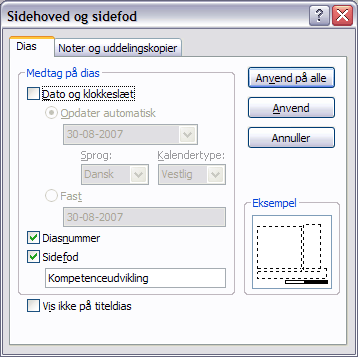 Sidehoved og sidefod
Dias
Noter og uddelingskopier
Medtag på dias
Dato og klokkeslæt
Opdater automatisk
30-08-2007
Sprog: Kalendertype:
Dansk Vestlig
Fast
30-08-2007
Diasnummer
Sidefod
Kompetenceudvikling
Vis ikke på titeldias
Anvend på alle
Anvend
Annuller
Eksempel